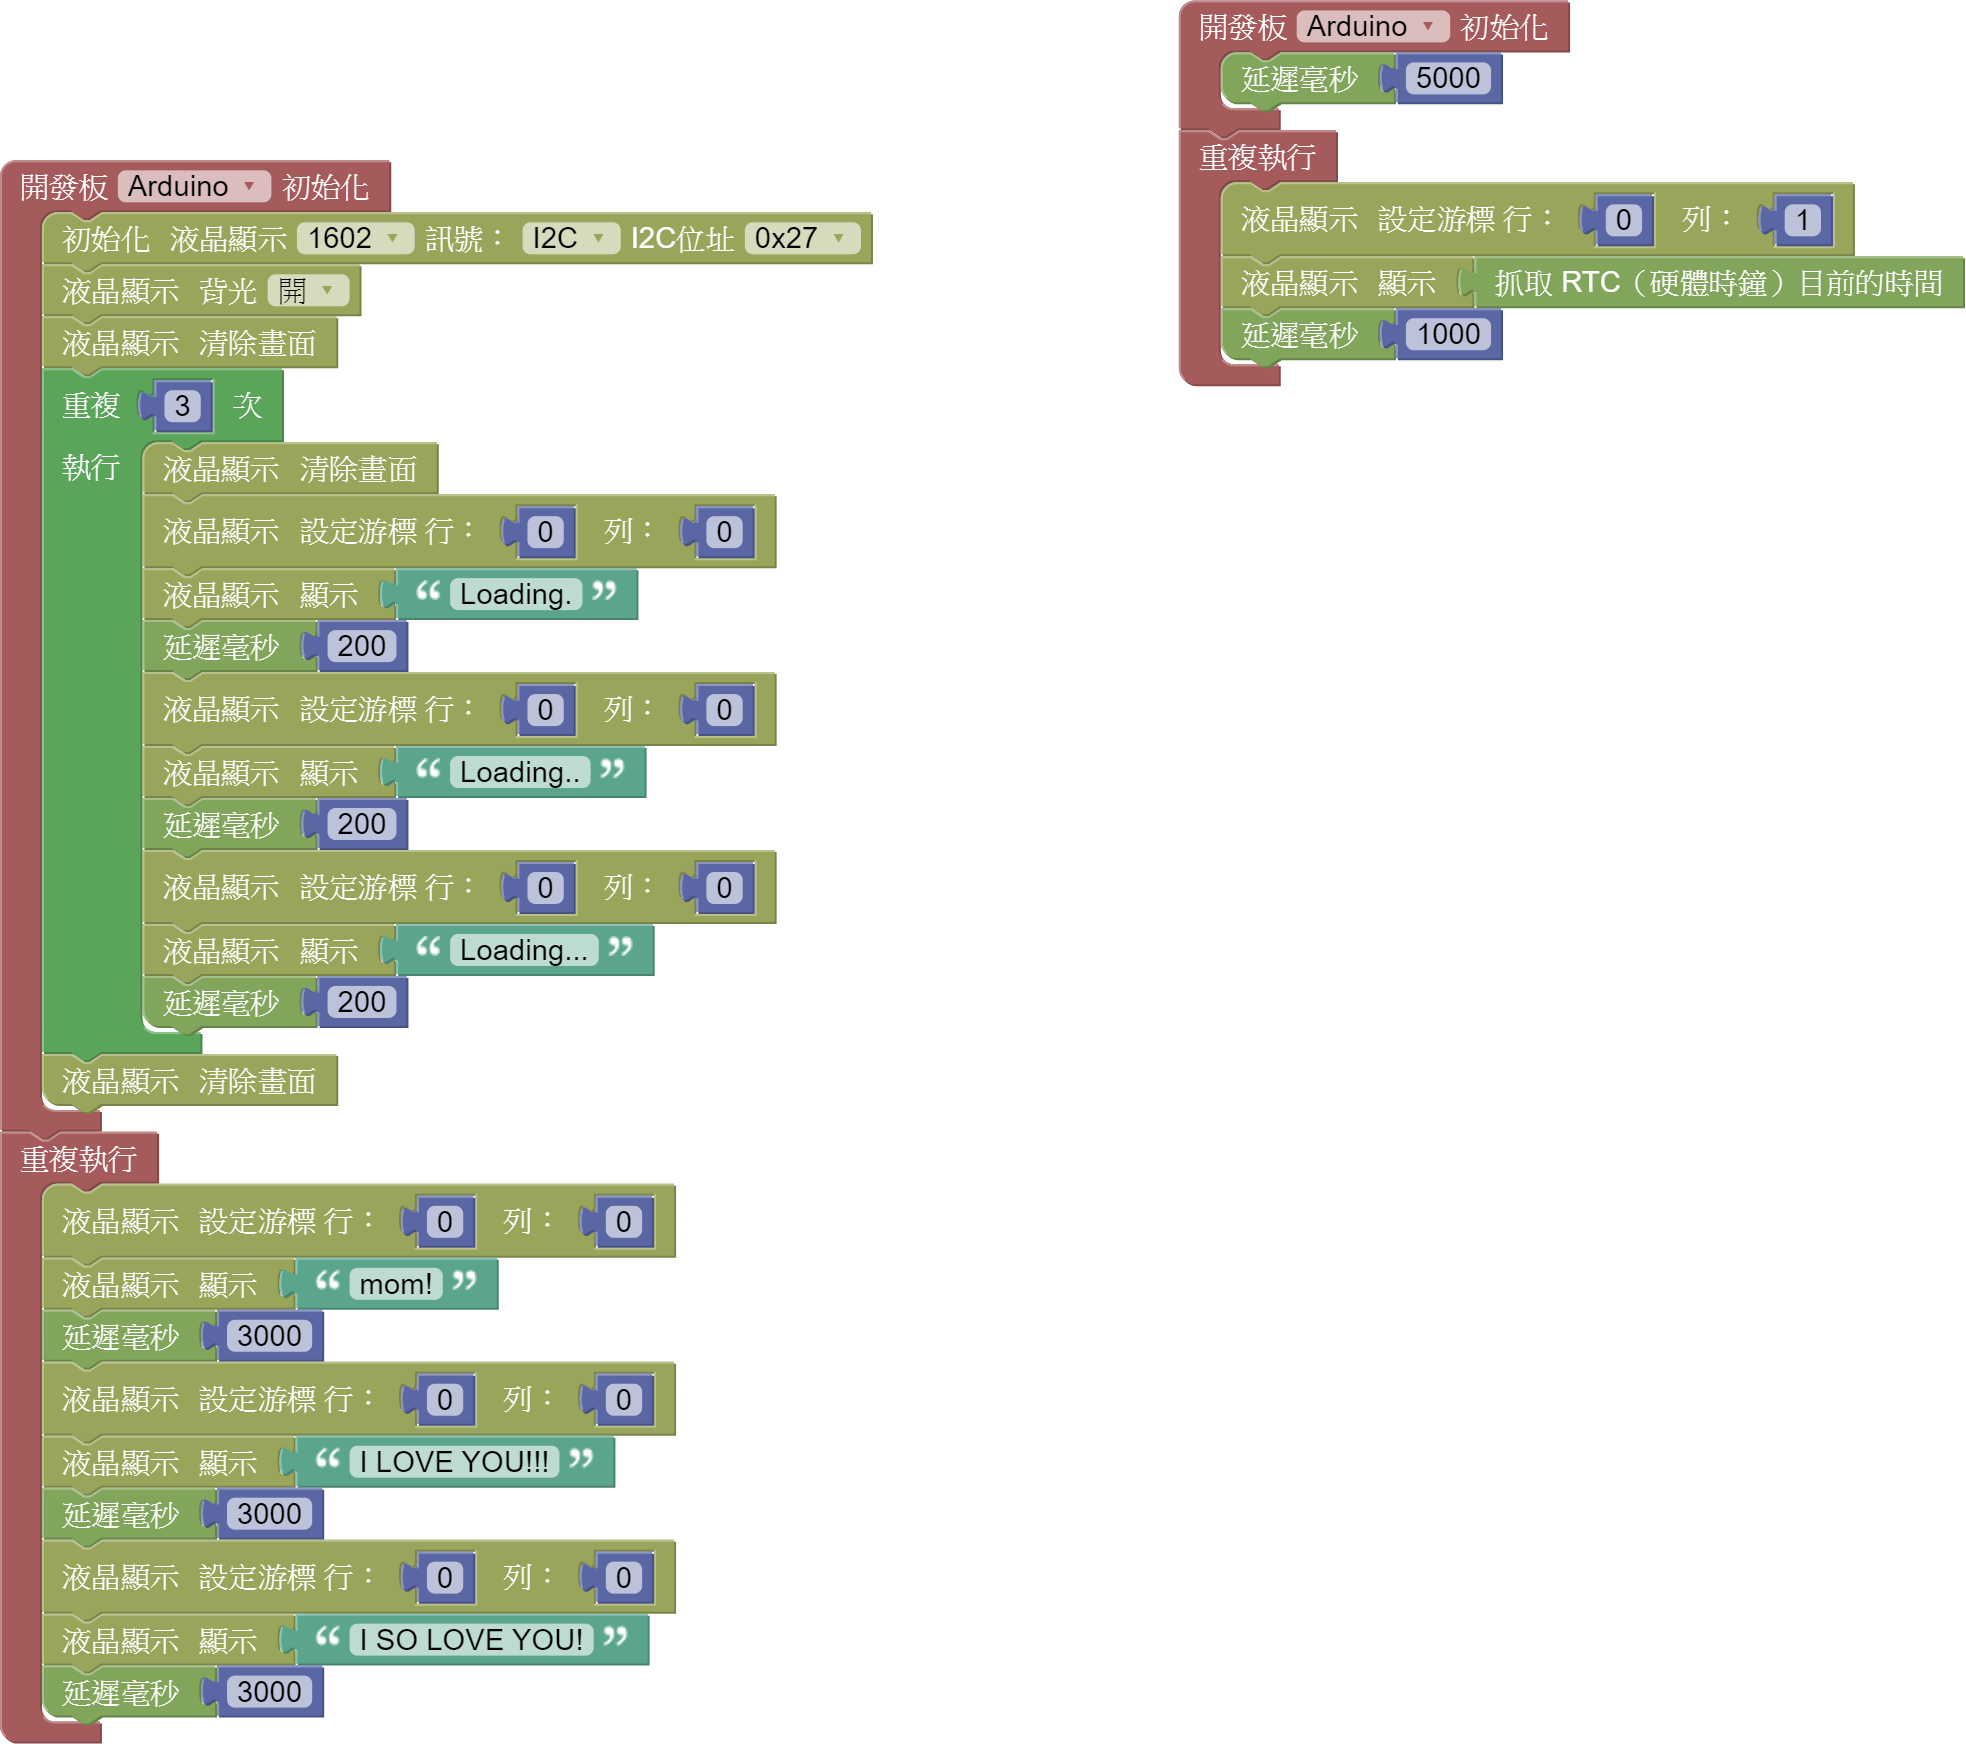 開發板 Arduino 初始化
初始化 液晶顯示 1602 訊號： I2C I2C位址 0x27
液晶顯示 背光 開
液晶顯示 清除畫面
重複 3 次
執行 液晶顯示 清除畫面
液晶顯示 設定游標 行： 0 列： 0
液晶顯示 顯示 “ Loading. ”
延遲毫秒 200
液晶顯示 設定游標 行： 0 列： 0
液晶顯示 顯示 “ Loading.. ”
延遲毫秒 200
液晶顯示 設定游標 行： 0 列： 0
液晶顯示 顯示 “ Loading... ”
延遲毫秒 200
液晶顯示 清除畫面
重複執行
液晶顯示 設定游標 行： 0 列： 0
液晶顯示 顯示 “ mom! ”
延遲毫秒 3000
液晶顯示 設定游標 行： 0 列： 0
液晶顯示 顯示 “ I LOVE YOU!!! ”
延遲毫秒 3000
液晶顯示 設定游標 行： 0 列： 0
液晶顯示 顯示 “ I SO LOVE YOU! ”
延遲毫秒 3000
開發板 Arduino 初始化
延遲毫秒 5000
重複執行
液晶顯示 設定游標 行： 0 列： 1
液晶顯示 顯示 抓取 RTC（硬體時鐘）目前的時間
延遲毫秒 1000